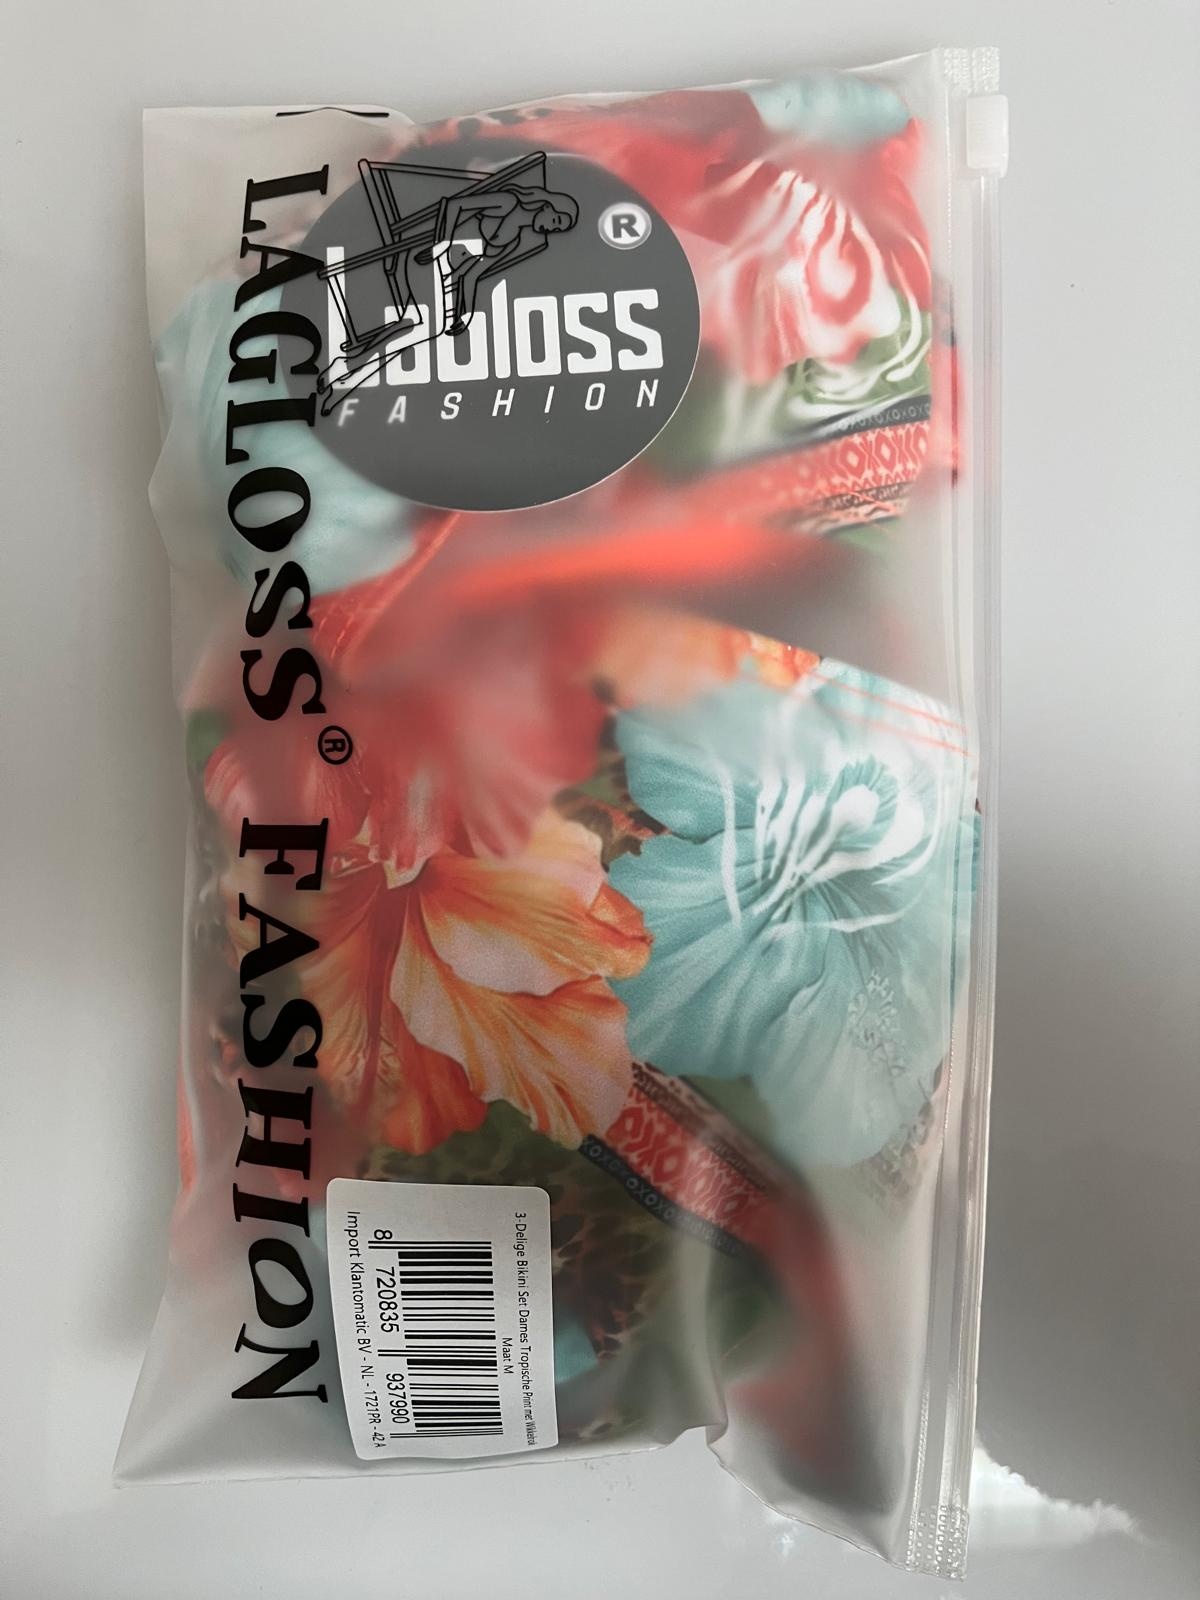 LAGLOSS® FASHION
LaGloss ®
FASHION
3-Delige Bikini Set Dames Tropische Print met Wikkelrok
Maat M
8 720835 937990
Import Klantomatic BV - NL - 1721PR - 42 A